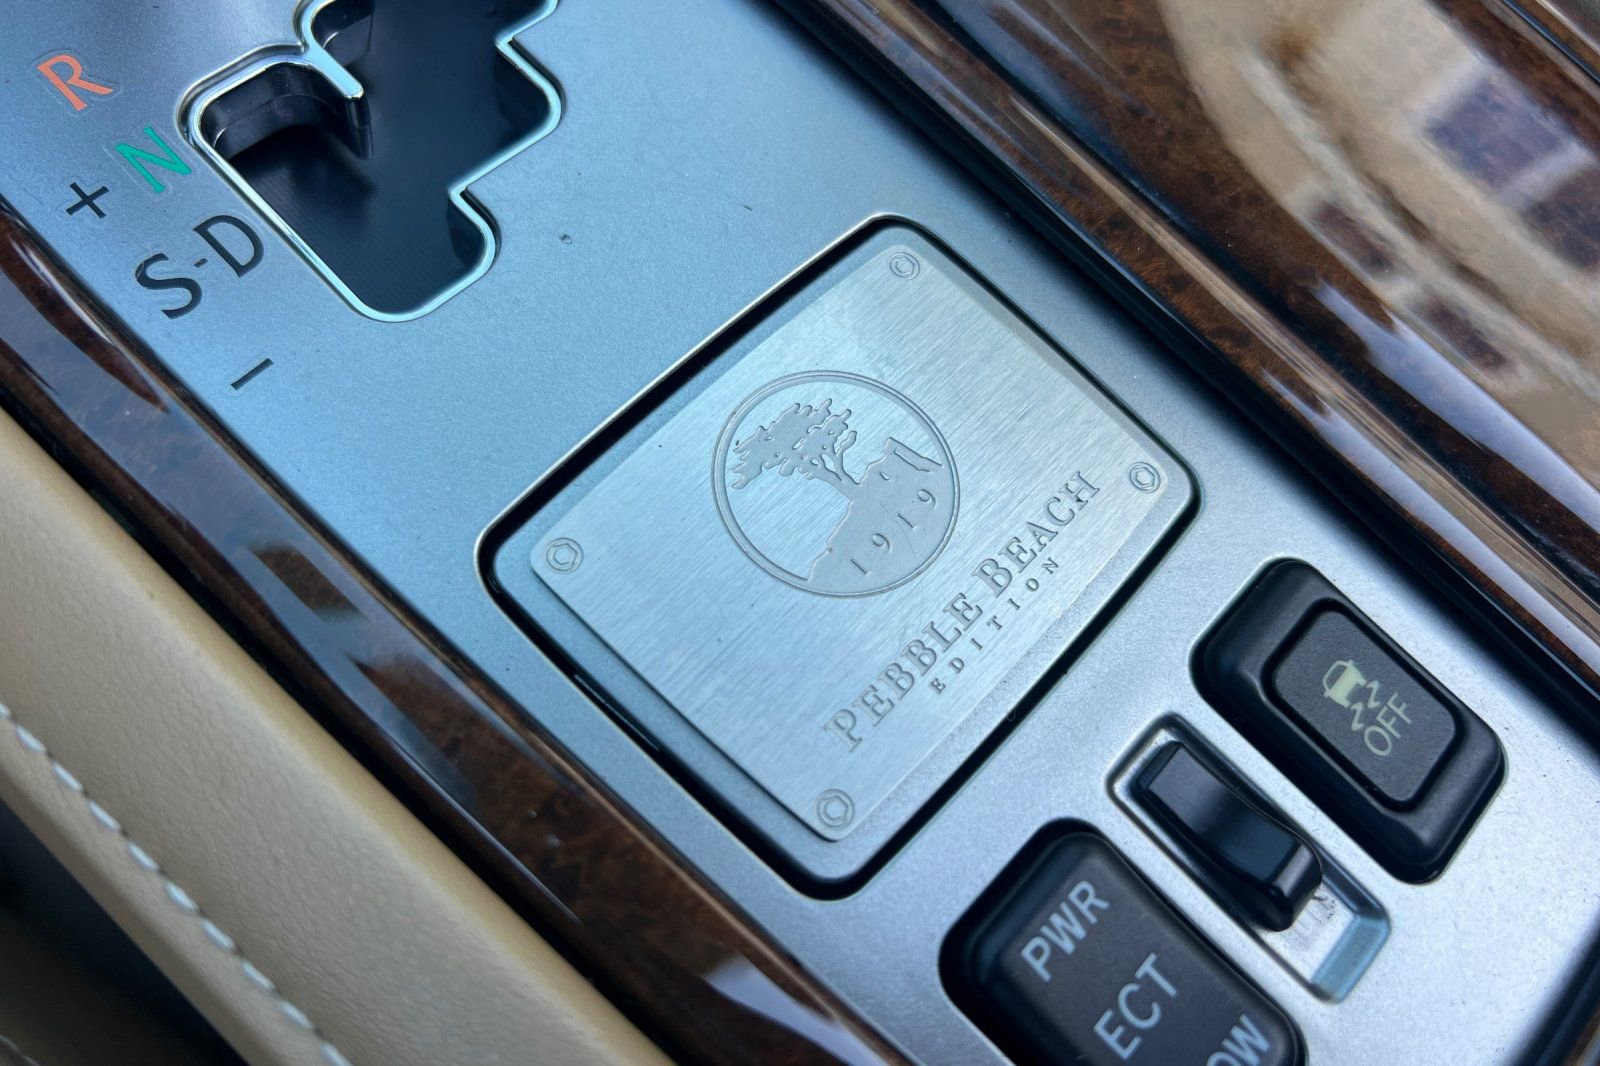 R
N
+
S-D
−
1919
PEBBLE BEACH
EDITION
OFF
PWR
ECT